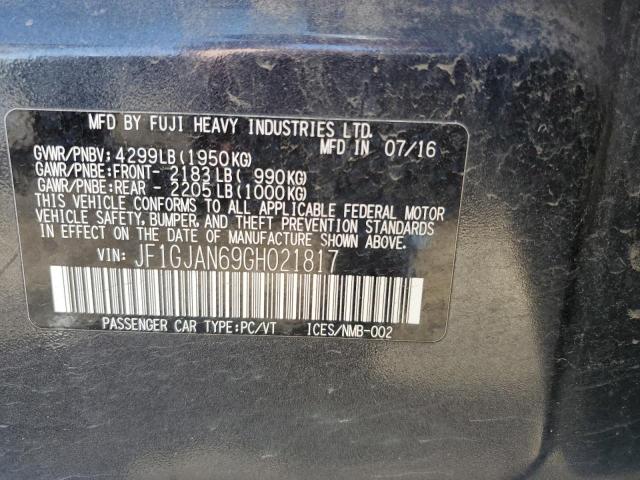 MFD BY FUJI HEAVY INDUSTRIES LTD.
MFD IN 07/16
GVWR/PNBV: 4299LB(1950KG)
GAWR/PNBE:FRONT- 2183LB( 990KG)
GAWR/PNBE:REAR - 2205LB(1000KG)
THIS VEHICLE CONFORMS TO ALL APPLICABLE FEDERAL MOTOR
VEHICLE SAFETY, BUMPER, AND THEFT PREVENTION STANDARDS
IN EFFECT ON THE DATE OF MANUFACTURE SHOWN ABOVE.
VIN: JF1GJAN69GH021817
PASSENGER CAR TYPE:PC/VT ICES/NMB-002